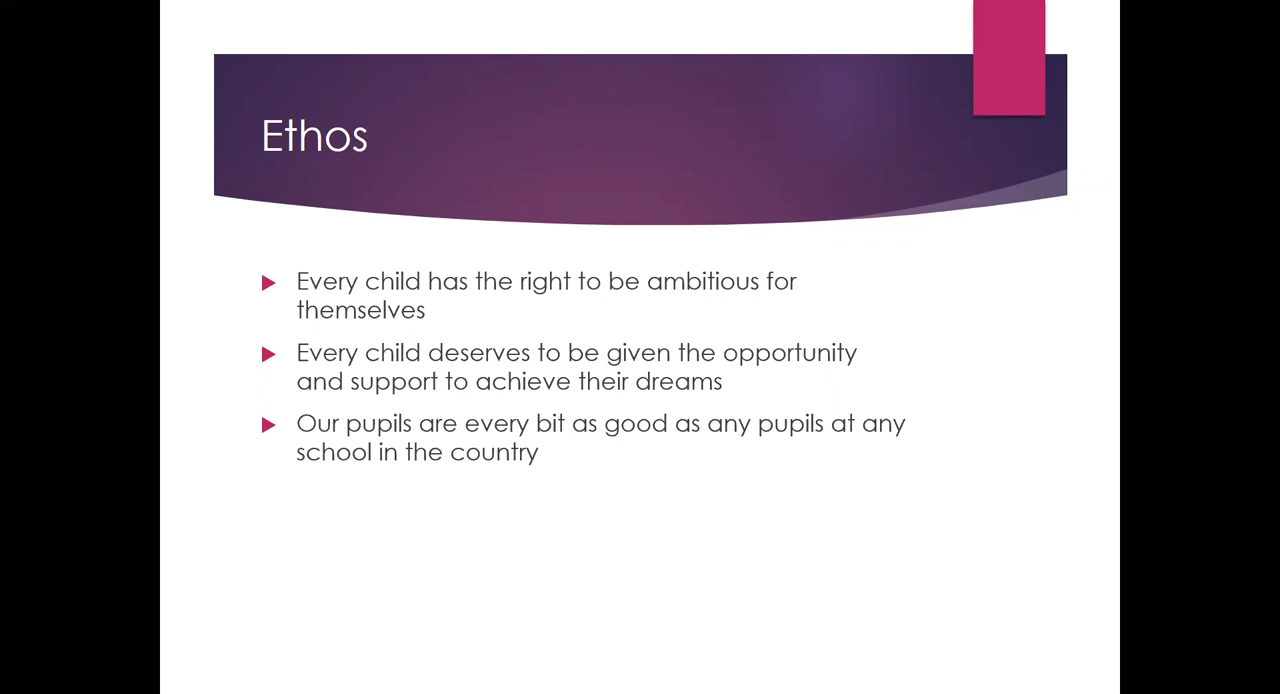 Ethos
Every child has the right to be ambitious for
themselves
Every child deserves to be given the opportunity
and support to achieve their dreams
Our pupils are every bit as good as any pupils at any
school in the country